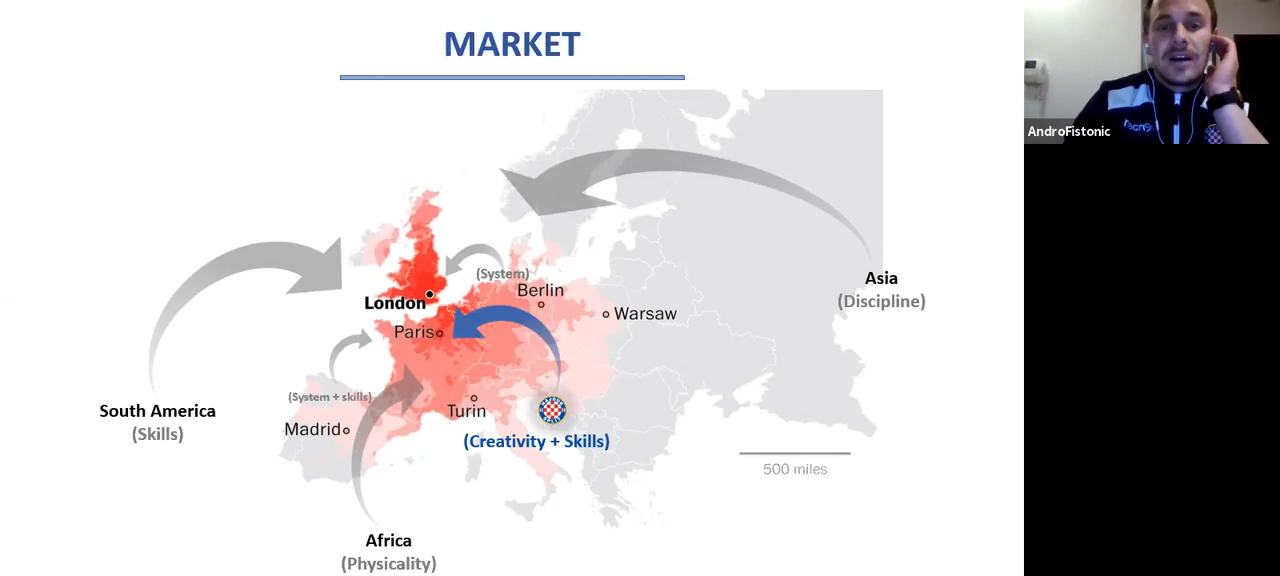 MARKET
AndroFistonic
(System)
Berlin
Asia
(Discipline)
London
Warsaw
Paris
(System + skills)
South America
(Skills)
Turin
Madrid
(Creativity + Skills)
500 miles
Africa
(Physicality)